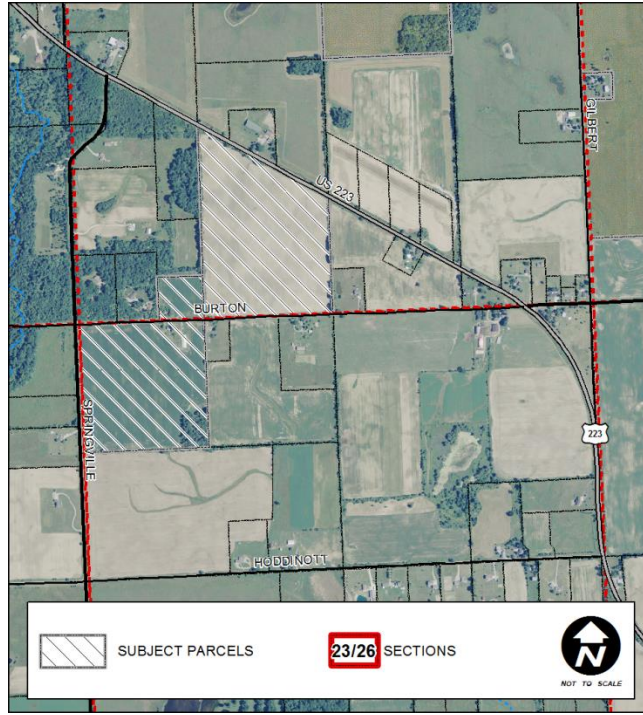 GILBERT
US 223
BURTON
SPRINGVILLE
223
HODDINOTT
SUBJECT PARCELS
23/26 SECTIONS
N
NOT TO SCALE